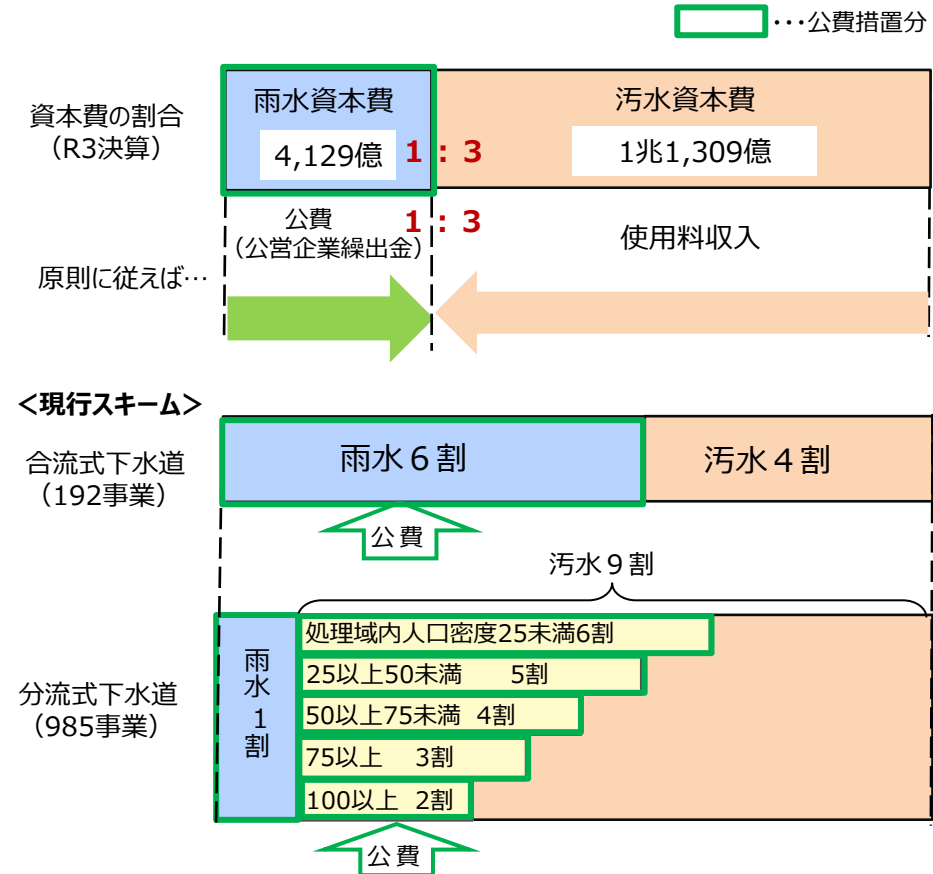 ・・・公費措置分
資本費の割合
（R3決算）
雨水資本費
4,129億
1：3
汚水資本費
1兆1,309億
原則に従えば…
公費
（公営企業繰出金）
1：3
使用料収入
＜現行スキーム＞
合流式下水道
（192事業）
雨水６割
汚水４割
公費
汚水９割
分流式下水道
（985事業）
雨水１割
処理域内人口密度25未満6割
25以上50未満　5割
50以上75未満 4割
75以上　3割
100以上 2割
公費